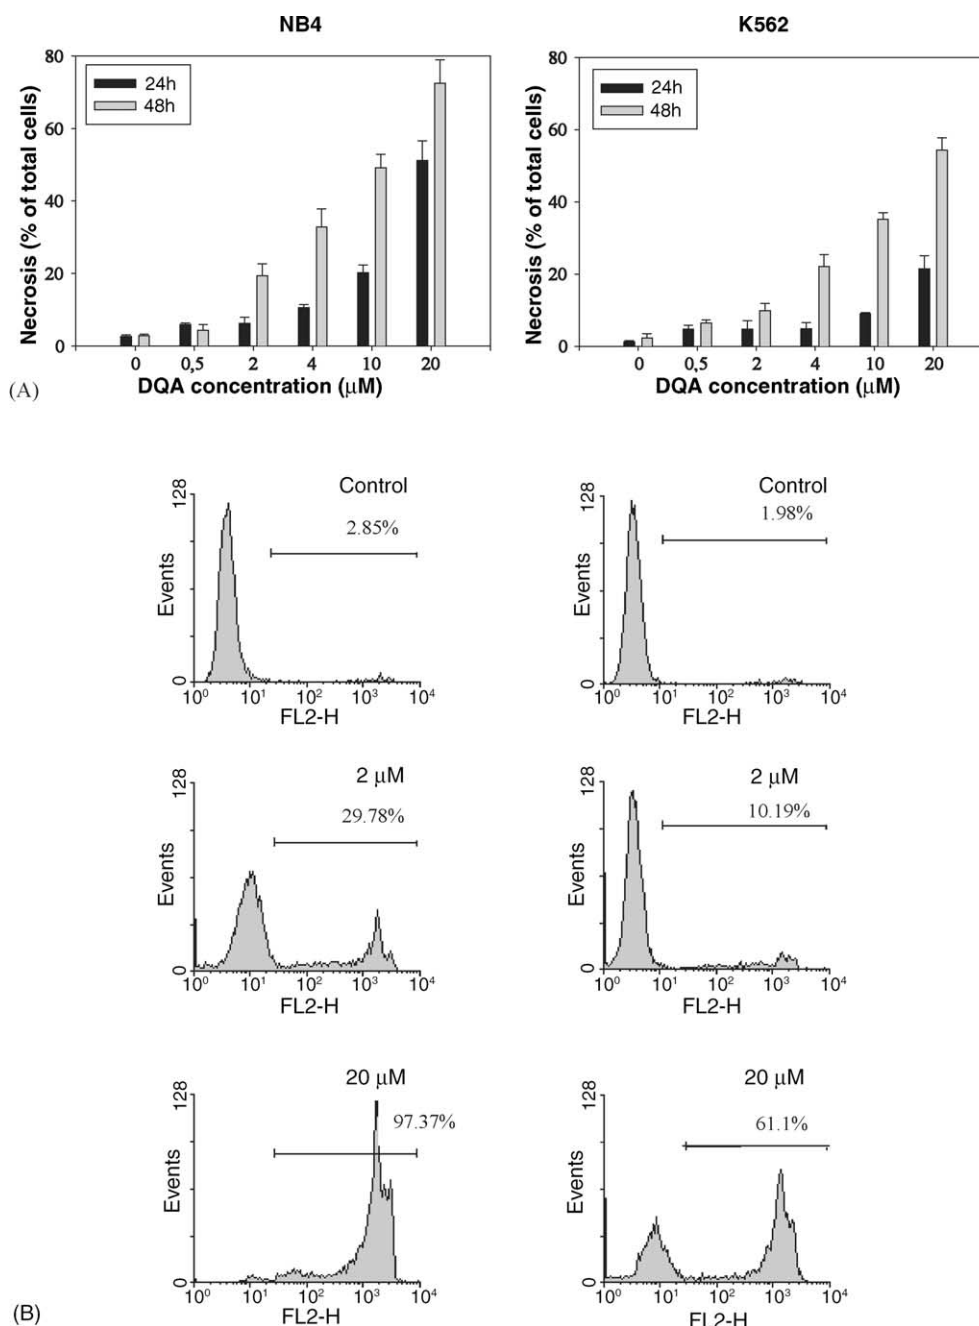 NB4
K562
80
60
40
20
0
24h
48h
Necrosis (% of total cells)
0 0,5 2 4 10 20
DQA concentration (μM)
80
60
40
20
0
24h
48h
Necrosis (% of total cells)
0 0,5 2 4 10 20
DQA concentration (μM)
(A)
Control
2.85%
128
Events
0
10⁰ 10¹ 10² 10³ 10⁴
FL2-H
Control
1.98%
128
Events
0
10⁰ 10¹ 10² 10³ 10⁴
FL2-H
2 μM
29.78%
128
Events
0
10⁰ 10¹ 10² 10³ 10⁴
FL2-H
2 μM
10.19%
128
Events
0
10⁰ 10¹ 10² 10³ 10⁴
FL2-H
20 μM
97.37%
128
Events
0
10⁰ 10¹ 10² 10³ 10⁴
FL2-H
20 μM
61.1%
128
Events
0
10⁰ 10¹ 10² 10³ 10⁴
FL2-H
(B)